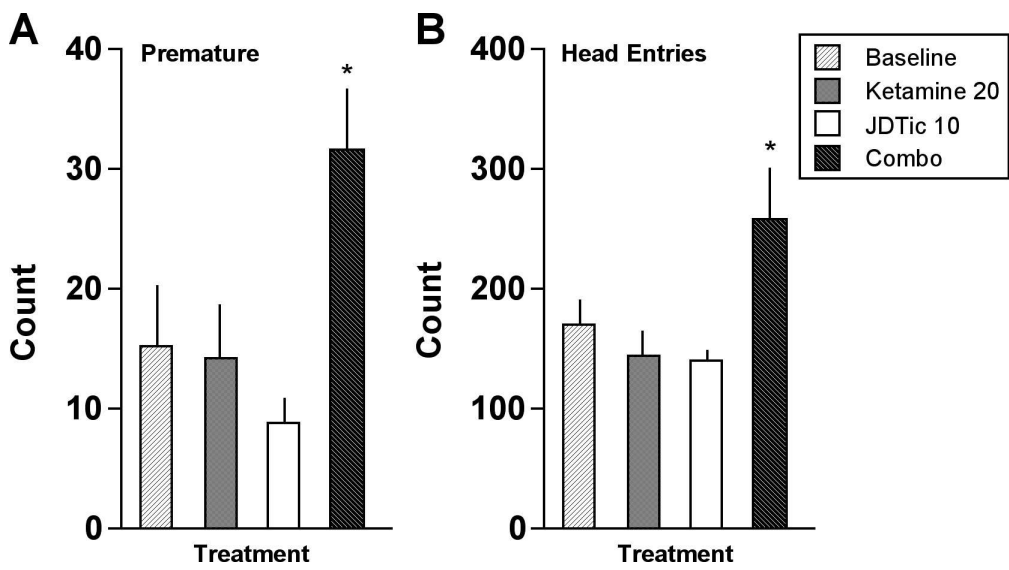 A
Premature
40
30
20
10
0
Count
*
Treatment
B
Head Entries
400
300
200
100
0
Count
*
Treatment
Baseline
Ketamine 20
JDTic 10
Combo